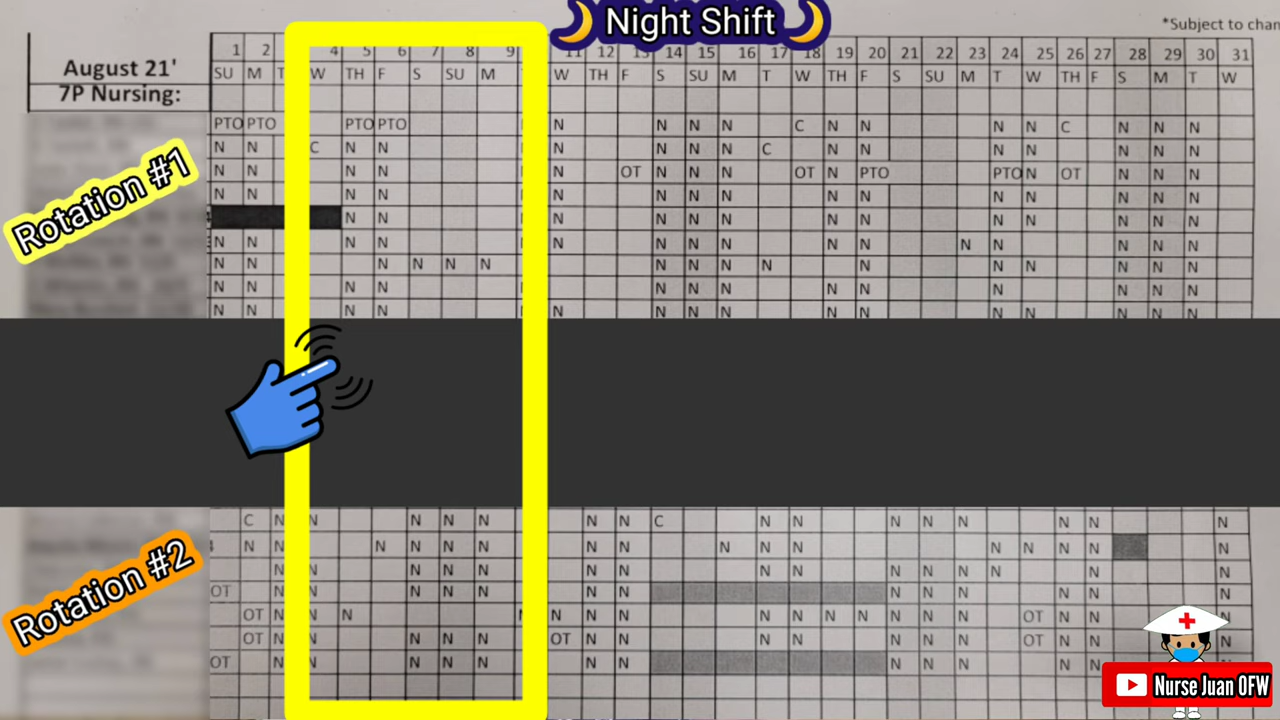 🌙 Night Shift 🌙
*Subject to chan
1 2 4 5 6 7 8 9 11 12 13 14 15 16 17 18 19 20 21 22 23 24 25 26 27 28 29 30 31
August 21' SU M T W TH F S SU M W TH F S SU M T W TH F S SU M T W TH F S M T W
7P Nursing:
PTO PTO PTO PTO N N N N C N N N N C N N N
N N C N N N N N N C N N N N N N N
N N N N N OT N N N OT N PTO PTO N OT N N N
Rotation #1
N N N N N N N N N N N N N N N
N N N N N N N N N N N N N
N N N N N N N N N N N N N N N
N N N N N N N N N N N N N N N N
N N N N N N N N N N N N N
N N N N N N N N N N N N N N N
C N N N N N N N C N N N N N N N N
N N N N N N N N N N N N N N N N N
Rotation #2
N N N N N N N N N N N N N N N
OT N N N N N N N N N N N N N
OT N N N N N N N N N N N N N OT N N N
OT N N N N N OT N N N N N N N OT N N
OT N N N N N N N N N N N N
Nurse Juan OFW